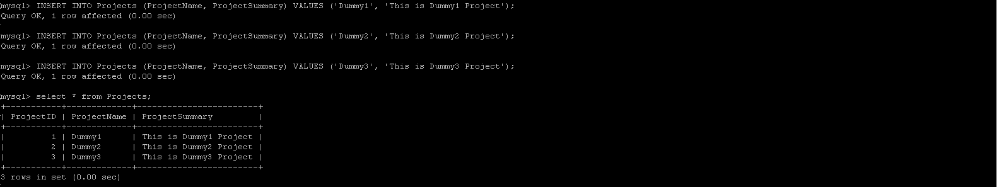 mysql> INSERT INTO Projects (ProjectName, ProjectSummary) VALUES ('Dummy1', 'This is Dummy1 Project');
Query OK, 1 row affected (0.00 sec)
mysql> INSERT INTO Projects (ProjectName, ProjectSummary) VALUES ('Dummy2', 'This is Dummy2 Project');
Query OK, 1 row affected (0.00 sec)
mysql> INSERT INTO Projects (ProjectName, ProjectSummary) VALUES ('Dummy3', 'This is Dummy3 Project');
Query OK, 1 row affected (0.00 sec)
mysql> select * from Projects;
+-----------+-------------+------------------------+
| ProjectID | ProjectName | ProjectSummary         |
+-----------+-------------+------------------------+
|         1 | Dummy1      | This is Dummy1 Project |
|         2 | Dummy2      | This is Dummy2 Project |
|         3 | Dummy3      | This is Dummy3 Project |
+-----------+-------------+------------------------+
3 rows in set (0.00 sec)